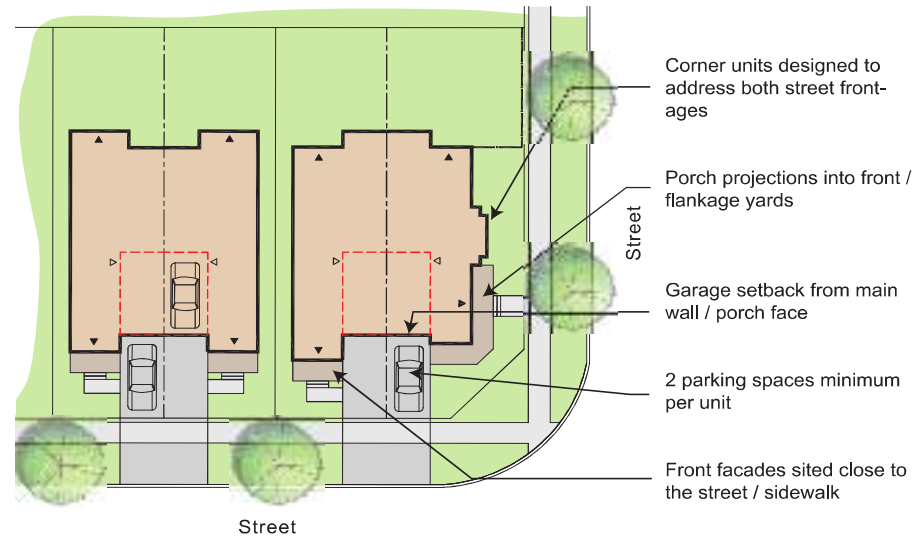 Corner units designed to
address both street front-
ages
Porch projections into front /
flankage yards
Street
Garage setback from main
wall / porch face
2 parking spaces minimum
per unit
Front facades sited close to
the street / sidewalk
Street